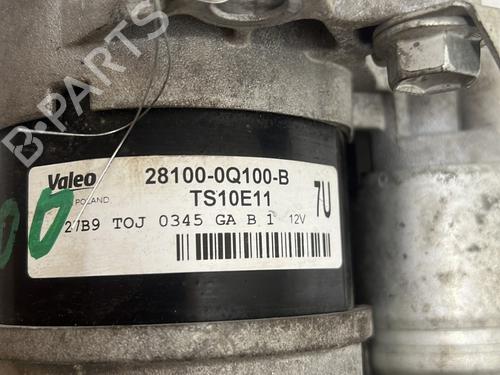 B-PARTS
Valeo
POLAND
28100-0Q100-B
TS10E11
7U
27B9 TOJ 0345 GA B 1 12V